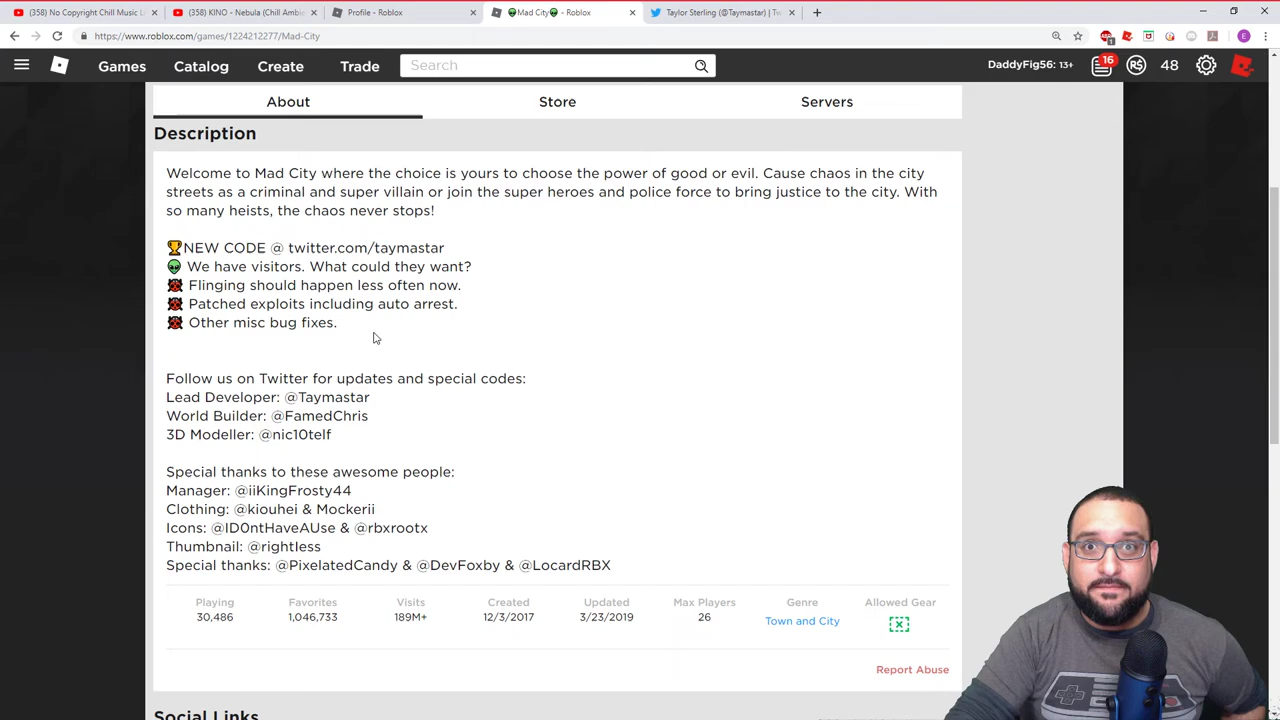 (358) No Copyright Chill Music Li
(358) KINO - Nebula (Chill Ambie
Profile - Roblox
👽Mad City👽 - Roblox
Taylor Sterling (@Taymastar) | Tw
https://www.roblox.com/games/1224212277/Mad-City
Games Catalog Create Trade Search DaddyFig56: 13+ 16 48
About Store Servers
Description
Welcome to Mad City where the choice is yours to choose the power of good or evil. Cause chaos in the city
streets as a criminal and super villain or join the super heroes and police force to bring justice to the city. With
so many heists, the chaos never stops!
🏆NEW CODE @ twitter.com/taymastar
👽 We have visitors. What could they want?
🐞 Flinging should happen less often now.
🐞 Patched exploits including auto arrest.
🐞 Other misc bug fixes.
Follow us on Twitter for updates and special codes:
Lead Developer: @Taymastar
World Builder: @FamedChris
3D Modeller: @nic10telf
Special thanks to these awesome people:
Manager: @iiKingFrosty44
Clothing: @kiouhei & Mockerii
Icons: @ID0ntHaveAUse & @rbxrootx
Thumbnail: @rightless
Special thanks: @PixelatedCandy & @DevFoxby & @LocardRBX
Playing Favorites Visits Created Updated Max Players Genre Allowed Gear
30,486 1,046,733 189M+ 12/3/2017 3/23/2019 26 Town and City
Report Abuse
Social Links